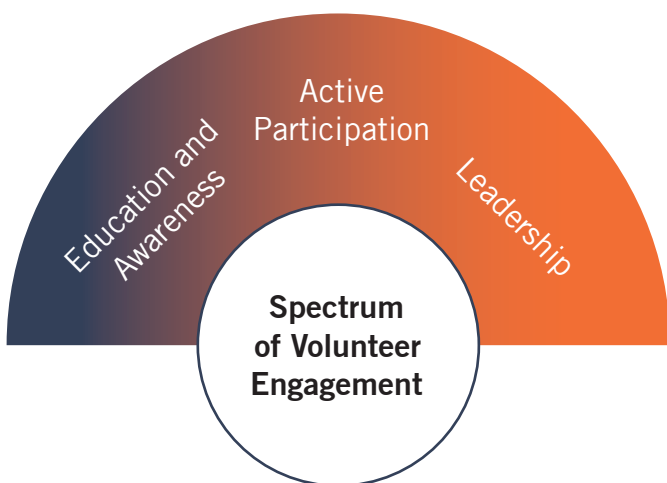 Education and
Awareness
Active
Participation
Leadership
Spectrum
of Volunteer
Engagement